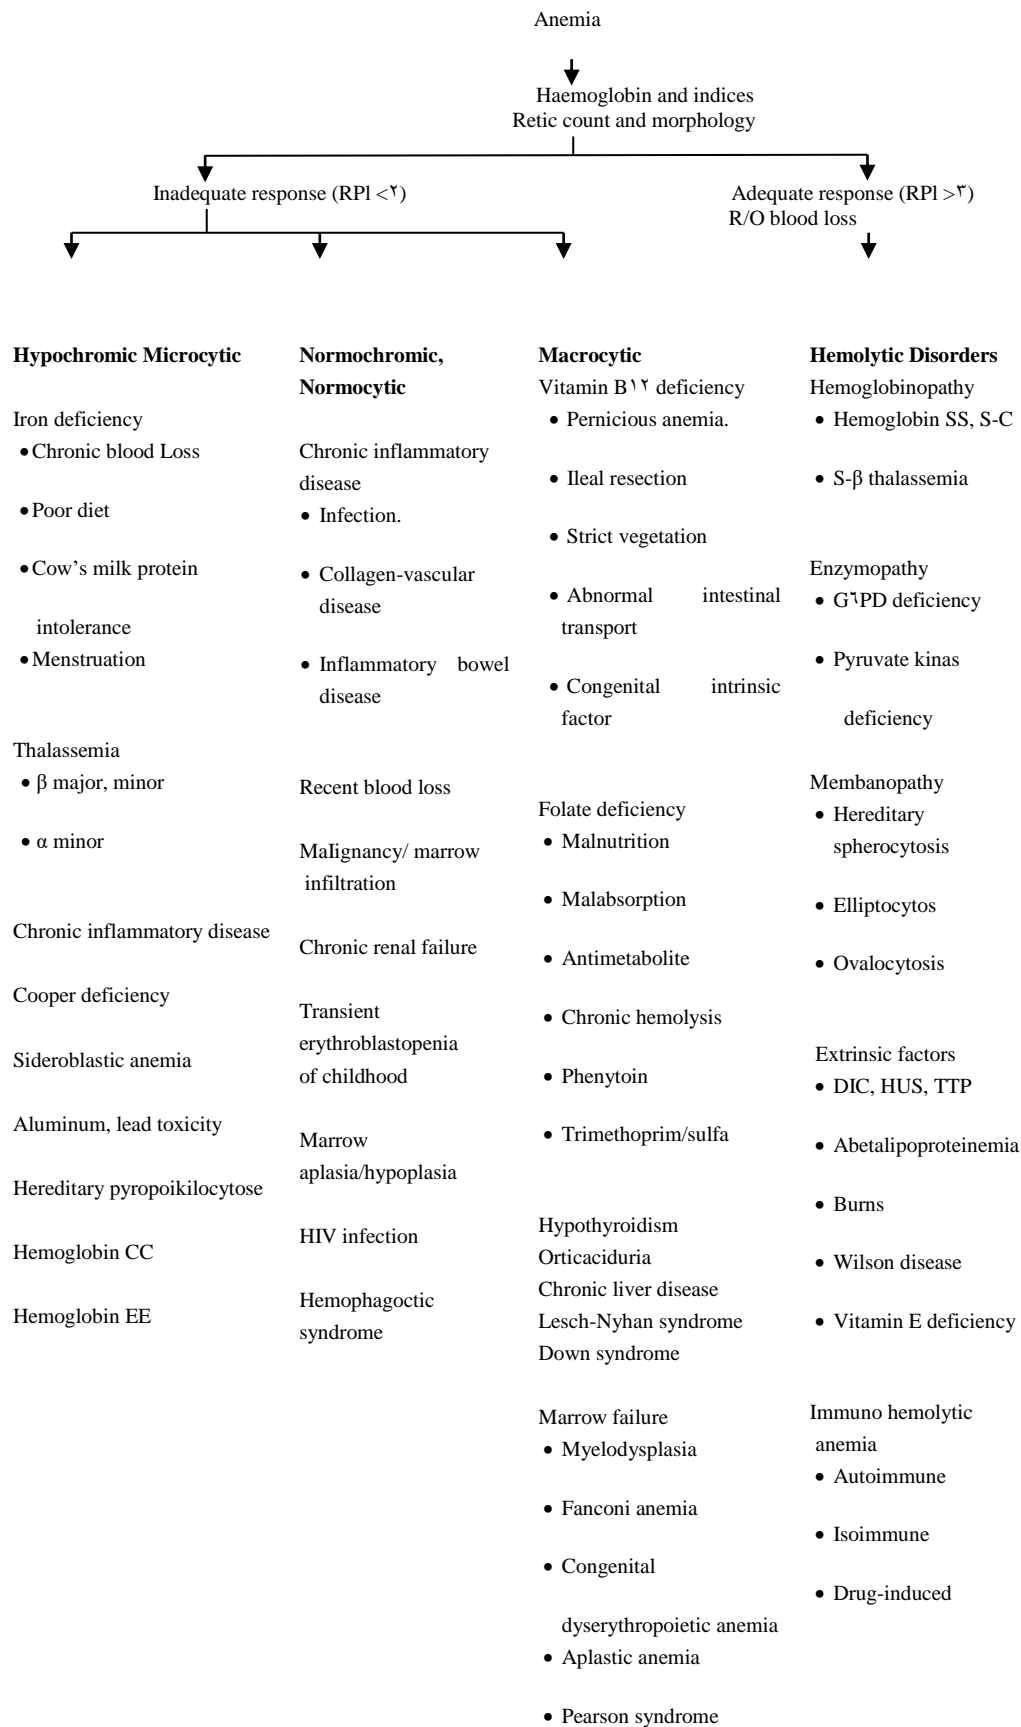 Anemia
Haemoglobin and indices
Retic count and morphology
Inadequate response (RPl <٢)
Adequate response (RPl >٣)
R/O blood loss
Hypochromic Microcytic
Iron deficiency
• Chronic blood Loss
• Poor diet
• Cow's milk protein
intolerance
• Menstruation
Thalassemia
• β major, minor
• α minor
Chronic inflammatory disease
Cooper deficiency
Sideroblastic anemia
Aluminum, lead toxicity
Hereditary pyropoikilocytose
Hemoglobin CC
Hemoglobin EE
Normochromic,
Normocytic
Chronic inflammatory
disease
• Infection.
• Collagen-vascular
disease
• Inflammatory bowel
disease
Recent blood loss
MaIignancy/ marrow
infiltration
Chronic renal failure
Transient
erythroblastopenia
of childhood
Marrow
aplasia/hypoplasia
HIV infection
Hemophagoctic
syndrome
Macrocytic
Vitamin B١٢ deficiency
• Pernicious anemia.
• Ileal resection
• Strict vegetation
• Abnormal intestinal
transport
• Congenital intrinsic
factor
Folate deficiency
• Malnutrition
• Malabsorption
• Antimetabolite
• Chronic hemolysis
• Phenytoin
• Trimethoprim/sulfa
Hypothyroidism
Orticaciduria
Chronic liver disease
Lesch-Nyhan syndrome
Down syndrome
Marrow failure
• Myelodysplasia
• Fanconi anemia
• Congenital
dyserythropoietic anemia
• Aplastic anemia
• Pearson syndrome
Hemolytic Disorders
Hemoglobinopathy
• Hemoglobin SS, S-C
• S-β thalassemia
Enzymopathy
• G٦PD deficiency
• Pyruvate kinas
deficiency
Membanopathy
• Hereditary
spherocytosis
• Elliptocytos
• Ovalocytosis
Extrinsic factors
• DIC, HUS, TTP
• Abetalipoproteinemia
• Burns
• Wilson disease
• Vitamin E deficiency
Immuno hemolytic
anemia
• Autoimmune
• Isoimmune
• Drug-induced